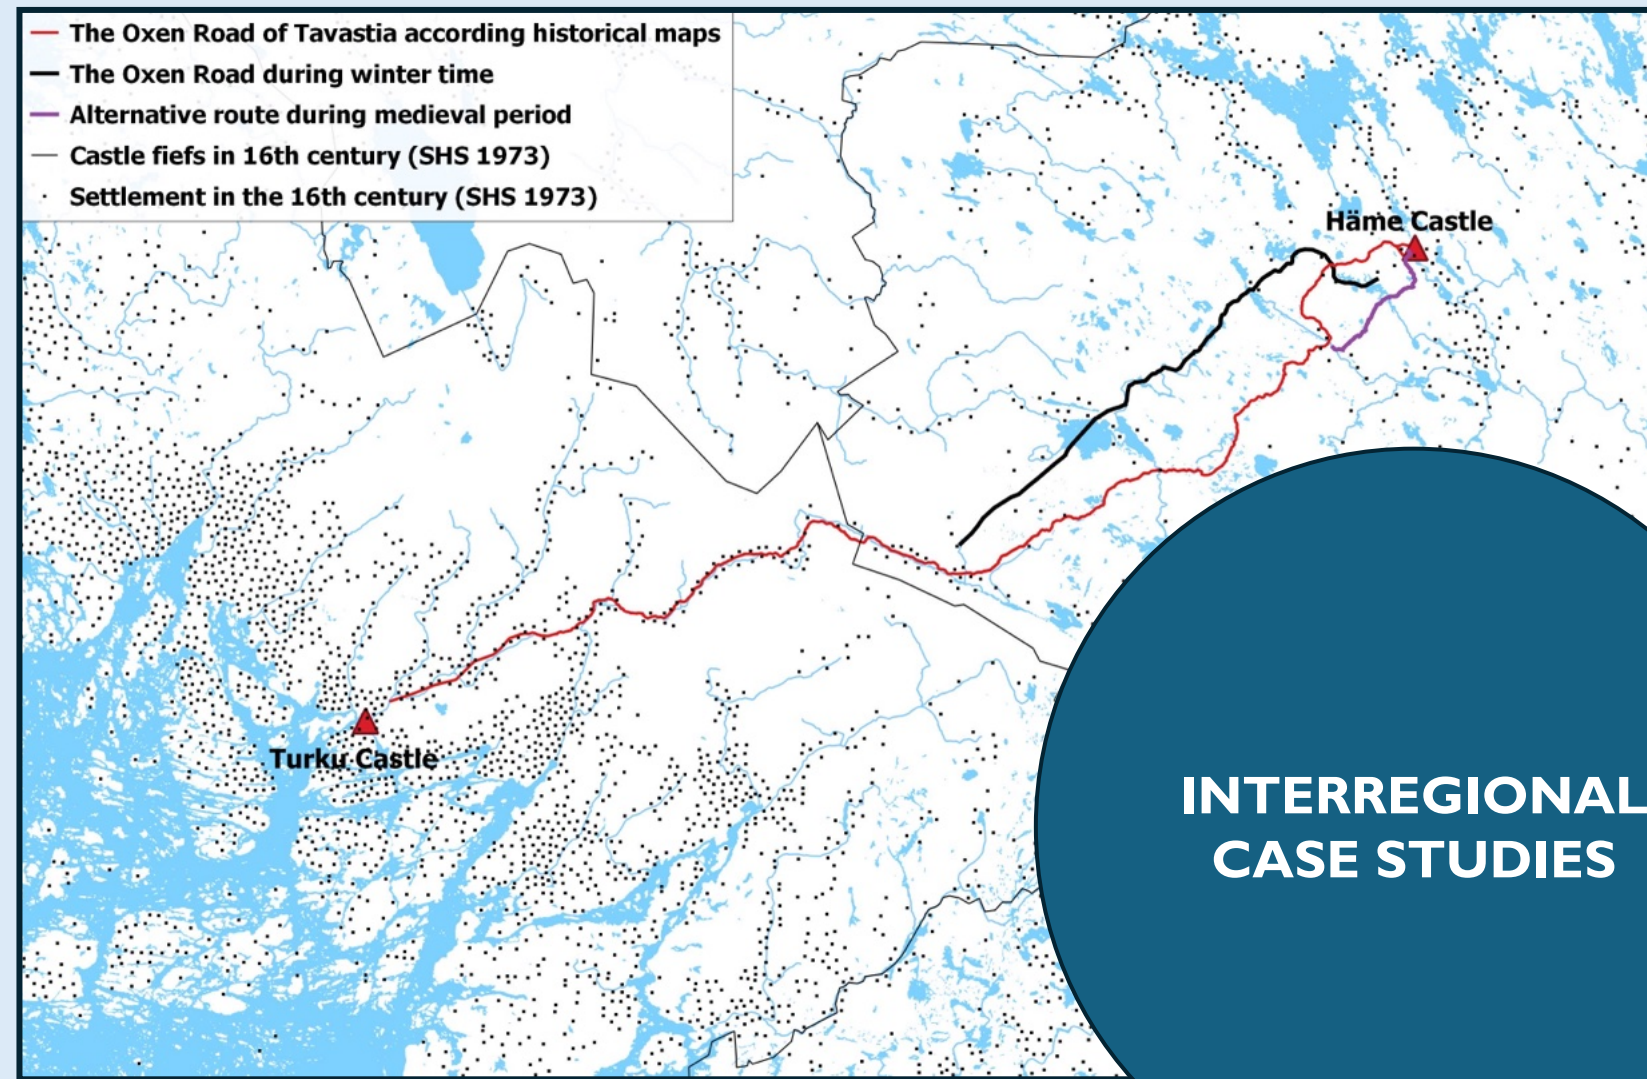 The Oxen Road of Tavastia according historical maps
The Oxen Road during winter time
Alternative route during medieval period
Castle fiefs in 16th century (SHS 1973)
Settlement in the 16th century (SHS 1973)
Häme Castle
Turku Castle
INTERREGIONAL
CASE STUDIES